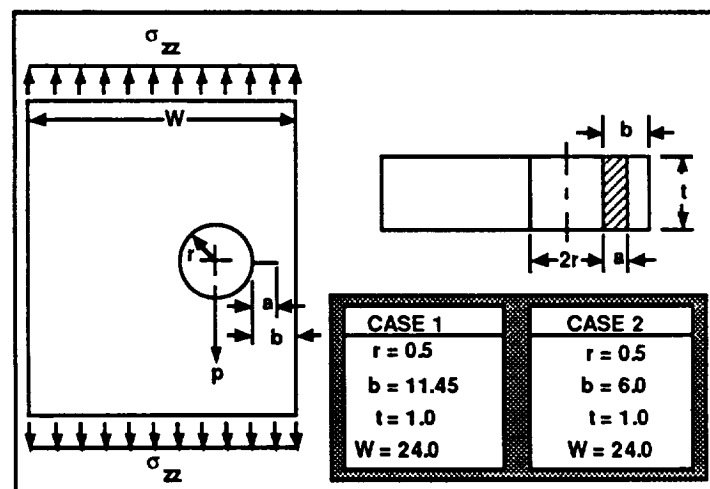 σzz
W
r
a
b
p
σzz
b
t
2r
a
CASE 1
r = 0.5
b = 11.45
t = 1.0
W = 24.0
CASE 2
r = 0.5
b = 6.0
t = 1.0
W = 24.0